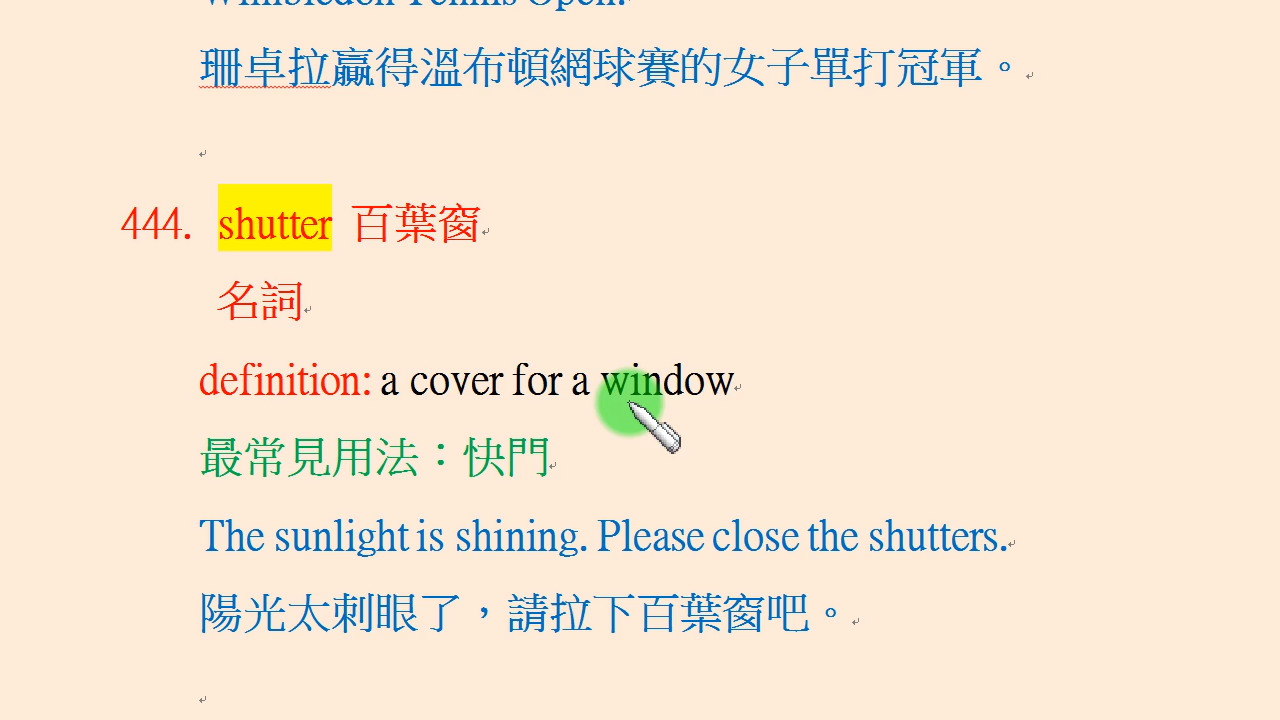 Wimbledon Tennis Open.
珊卓拉贏得溫布頓網球賽的女子單打冠軍。
444. shutter 百葉窗
名詞
definition: a cover for a window
最常見用法：快門
The sunlight is shining. Please close the shutters.
陽光太刺眼了，請拉下百葉窗吧。